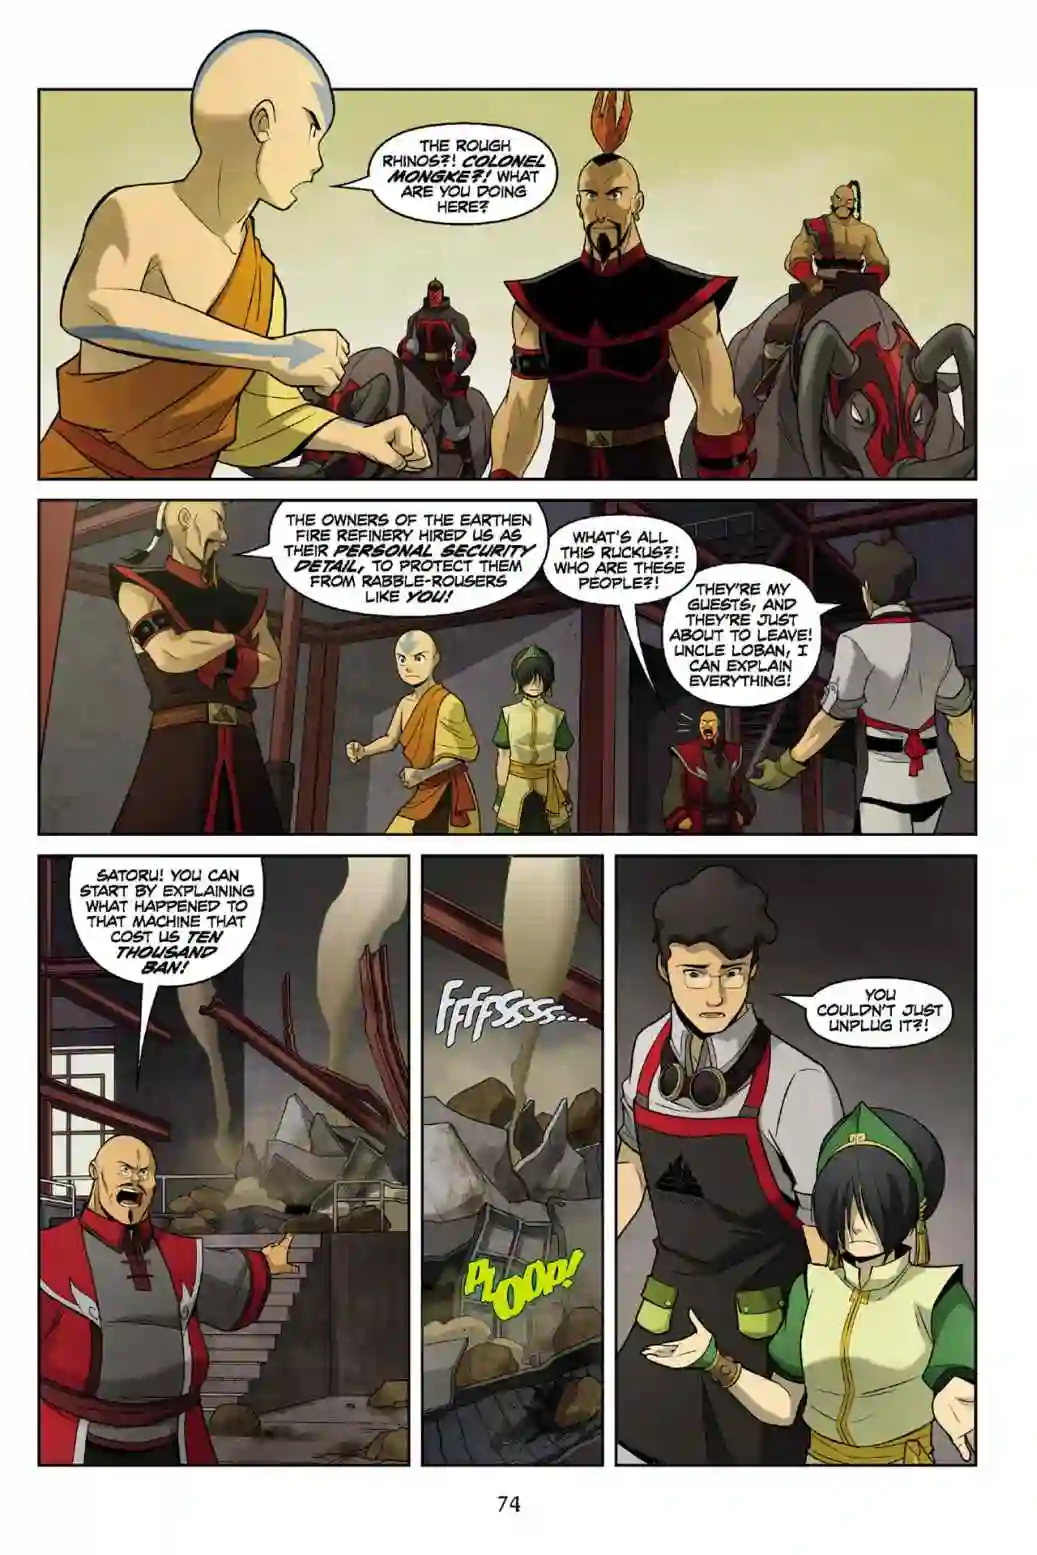 THE ROUGH
RHINOS?! COLONEL
MONGKE?! WHAT
ARE YOU DOING
HERE?
THE OWNERS OF THE EARTHEN
FIRE REFINERY HIRED US AS
THEIR PERSONAL SECURITY
DETAIL, TO PROTECT THEM
FROM RABBLE-ROUSERS
LIKE YOU!
WHAT'S ALL
THIS RUCKUS?!
WHO ARE THESE
PEOPLE?!
THEY'RE MY
GUESTS, AND
THEY'RE JUST
ABOUT TO LEAVE!
UNCLE LOBAN, I
CAN EXPLAIN
EVERYTHING!
SATORU! YOU CAN
START BY EXPLAINING
WHAT HAPPENED TO
THAT MACHINE THAT
COST US TEN
THOUSAND
BAN!
FFFFSSSS...
PLOOP!
YOU
COULDN'T JUST
UNPLUG IT?!
74